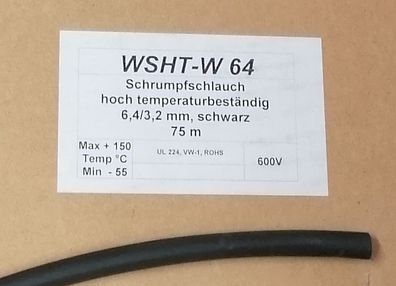 WSHT-W 64
Schrumpfschlauch
hoch temperaturbeständig
6,4/3,2 mm, schwarz
75 m
Max + 150
Temp °C
Min - 55
UL 224, VW-1, ROHS
600V